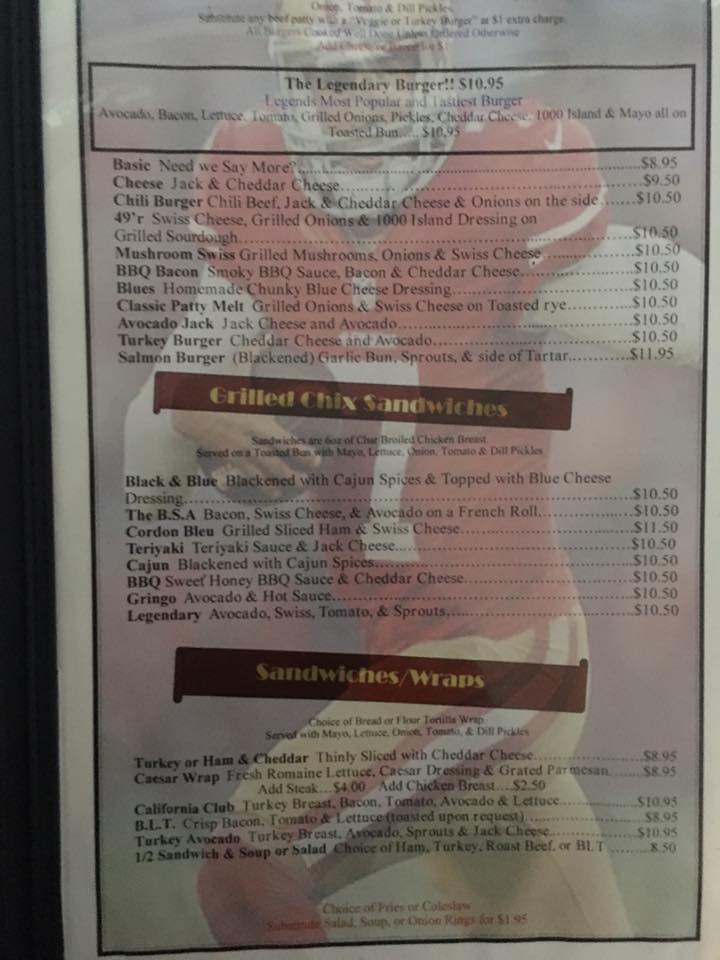 Onion, Tomato & Dill Pickles.
Substitute any beef patty with a "Veggie or Turkey Burger" at $1 extra charge.
All Burgers Cooked Well Done Unless Ordered Otherwise
Add Cheese or Bacon for $
The Legendary Burger!! $10.95
Legends Most Popular and Tastiest Burger
Avocado, Bacon, Lettuce, Tomato, Grilled Onions, Pickles, Cheddar Cheese, 1000 Island & Mayo all on
Toasted Bun..... $10.95
Basic Need we Say More?..........$8.95
Cheese Jack & Cheddar Cheese..........$9.50
Chili Burger Chili Beef, Jack & Cheddar Cheese & Onions on the side.......$10.50
49'r Swiss Cheese, Grilled Onions & 1000 Island Dressing on
Grilled Sourdough..........$10.50
Mushroom Swiss Grilled Mushrooms, Onions & Swiss Cheese..........$10.50
BBQ Bacon Smoky BBQ Sauce, Bacon & Cheddar Cheese..........$10.50
Blues Homemade Chunky Blue Cheese Dressing..........$10.50
Classic Patty Melt Grilled Onions & Swiss Cheese on Toasted rye..........$10.50
Avocado Jack Jack Cheese and Avocado..........$10.50
Turkey Burger Cheddar Cheese and Avocado..........$10.50
Salmon Burger (Blackened) Garlic Bun, Sprouts, & side of Tartar...........$11.95
Grilled Chix Sandwiches
Sandwiches are 6oz of Char Broiled Chicken Breast.
Served on a Toasted Bun with Mayo, Lettuce, Onion, Tomato & Dill Pickles
Black & Blue Blackened with Cajun Spices & Topped with Blue Cheese
Dressing..........$10.50
The B.S.A Bacon, Swiss Cheese, & Avocado on a French Roll..........$10.50
Cordon Bleu Grilled Sliced Ham & Swiss Cheese..........$11.50
Teriyaki Teriyaki Sauce & Jack Cheese..........$10.50
Cajun Blackened with Cajun Spices..........$10.50
BBQ Sweet Honey BBQ Sauce & Cheddar Cheese..........$10.50
Gringo Avocado & Hot Sauce..........$10.50
Legendary Avocado, Swiss, Tomato, & Sprouts..........$10.50
Sandwiches/Wraps
Choice of Bread or Flour Tortilla Wrap.
Served with Mayo, Lettuce, Onion, Tomato, & Dill Pickles
Turkey or Ham & Cheddar Thinly Sliced with Cheddar Cheese..........$8.95
Caesar Wrap Fresh Romaine Lettuce, Caesar Dressing & Grated Parmesan.......$8.95
Add Steak...$4.00 Add Chicken Breast...$2.50
California Club Turkey Breast, Bacon, Tomato, Avocado & Lettuce..........$10.95
B.L.T. Crisp Bacon, Tomato & Lettuce (toasted upon request)..........$8.95
Turkey Avocado Turkey Breast, Avocado, Sprouts & Jack Cheese..........$10.95
1/2 Sandwich & Soup or Salad Choice of Ham, Turkey, Roast Beef, or BLT..........8.50
Choice of Fries or Coleslaw
Substitute Salad, Soup, or Onion Rings for $1.95